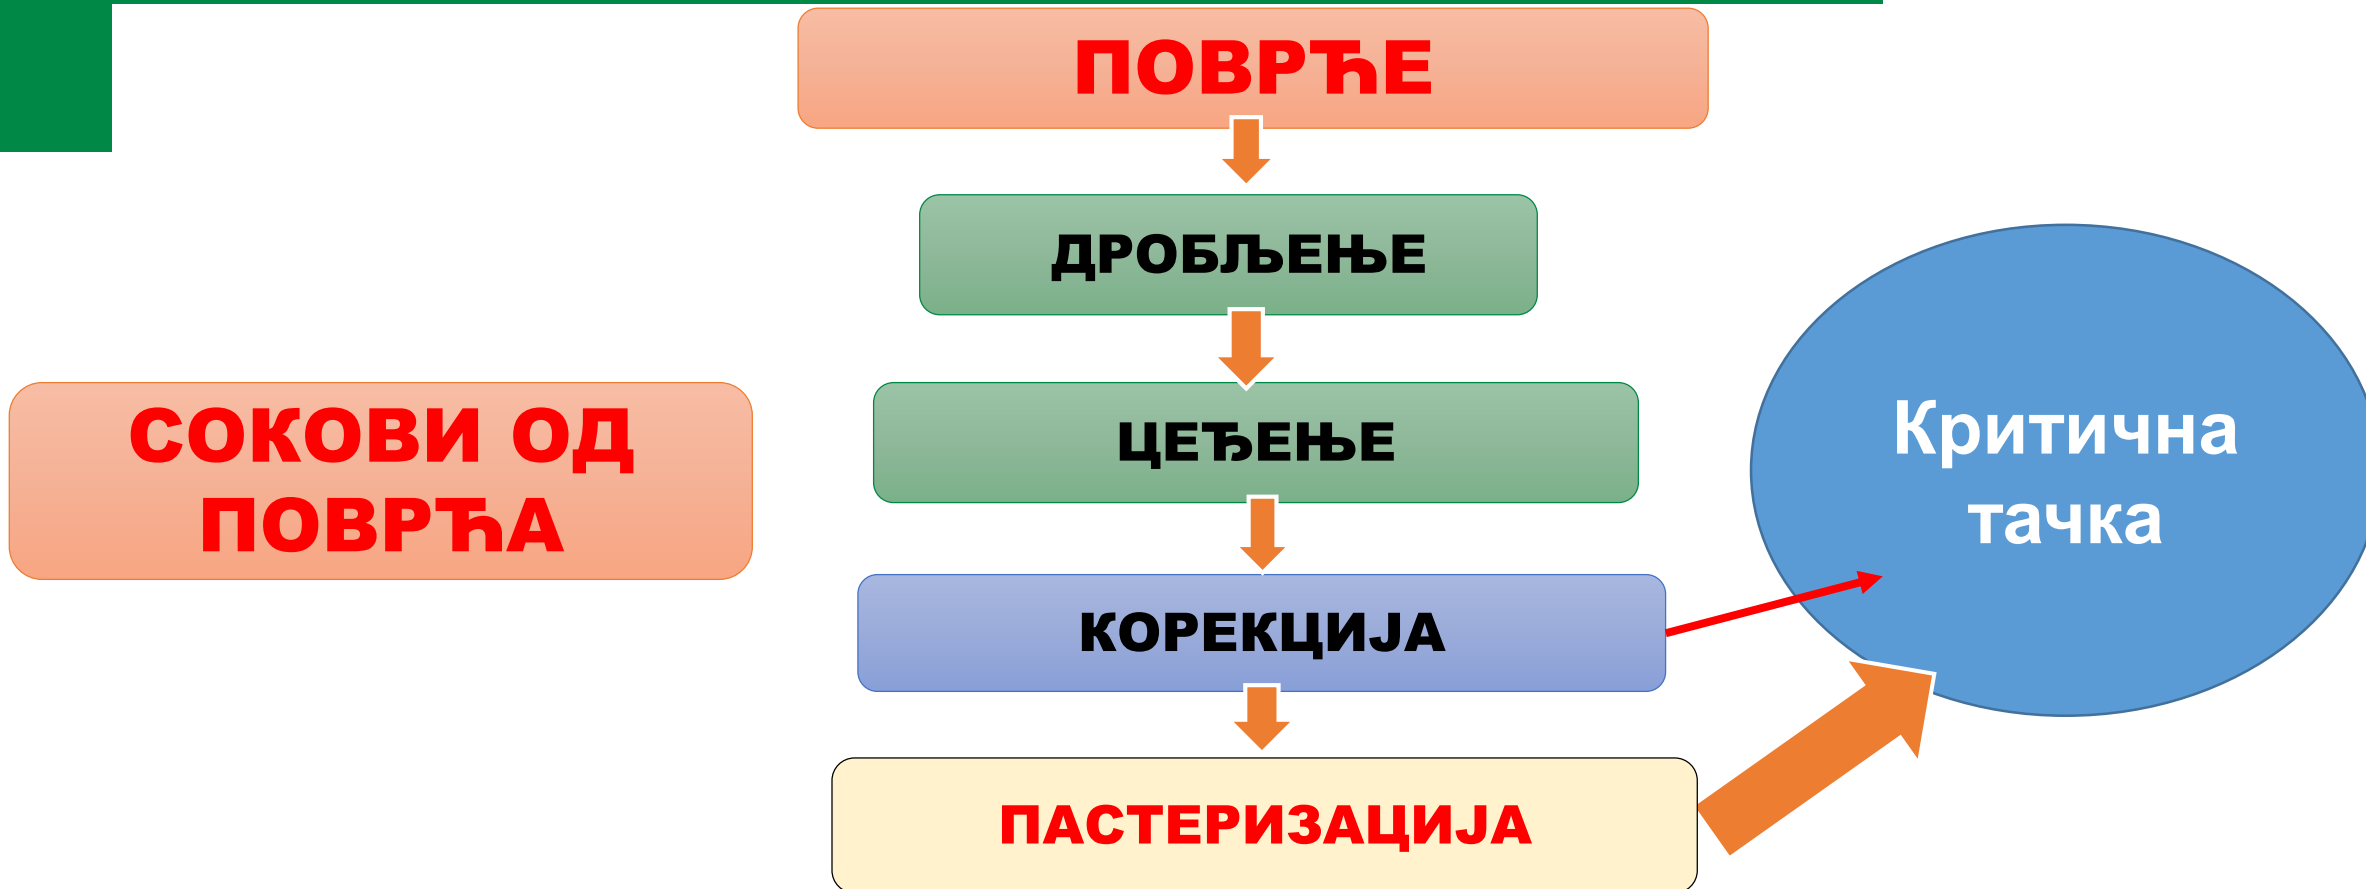 ПОВРЋЕ
ДРОБЉЕЊЕ
ЦЕЂЕЊЕ
СОКОВИ ОД
ПОВРЋА
КОРЕКЦИЈА
ПАСТЕРИЗАЦИЈА
Критична
тачка